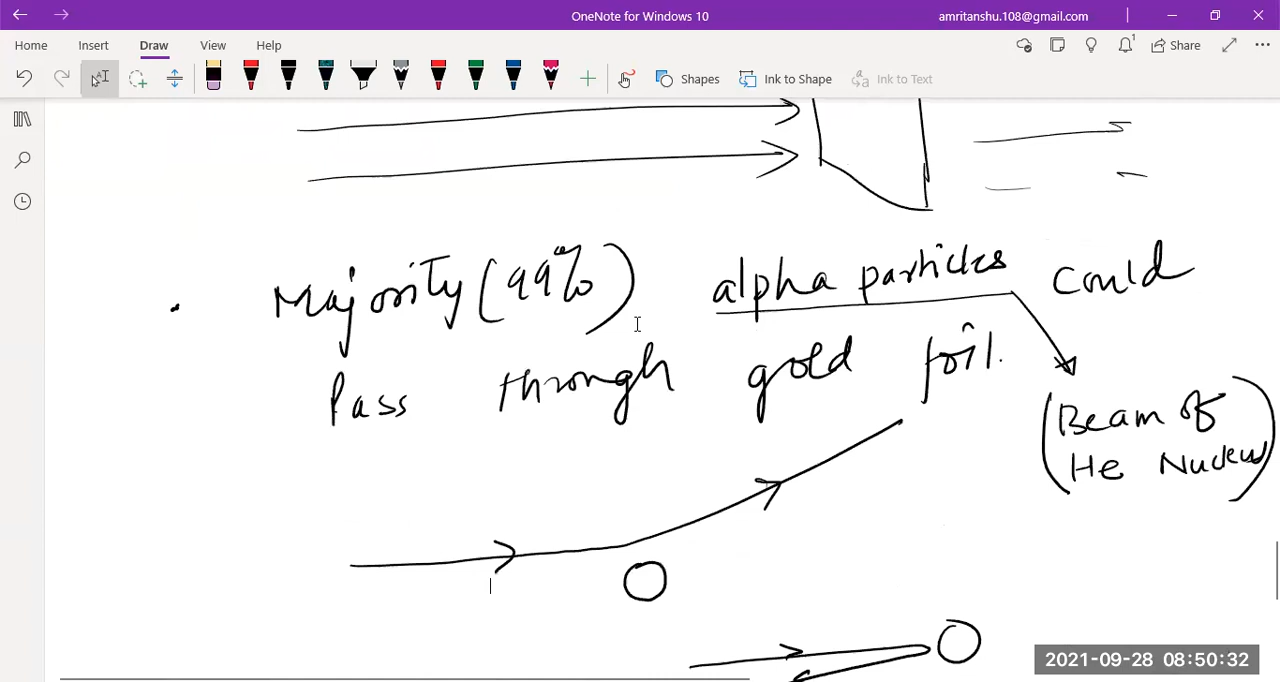 OneNote for Windows 10
amritanshu.108@gmail.com
Home Insert Draw View Help
Share
Shapes
Ink to Shape
Ink to Text
Majority (99%) alpha particles could
Pass through gold foil.
(Beam of
He Nucleus)
2021-09-28 08:50:32